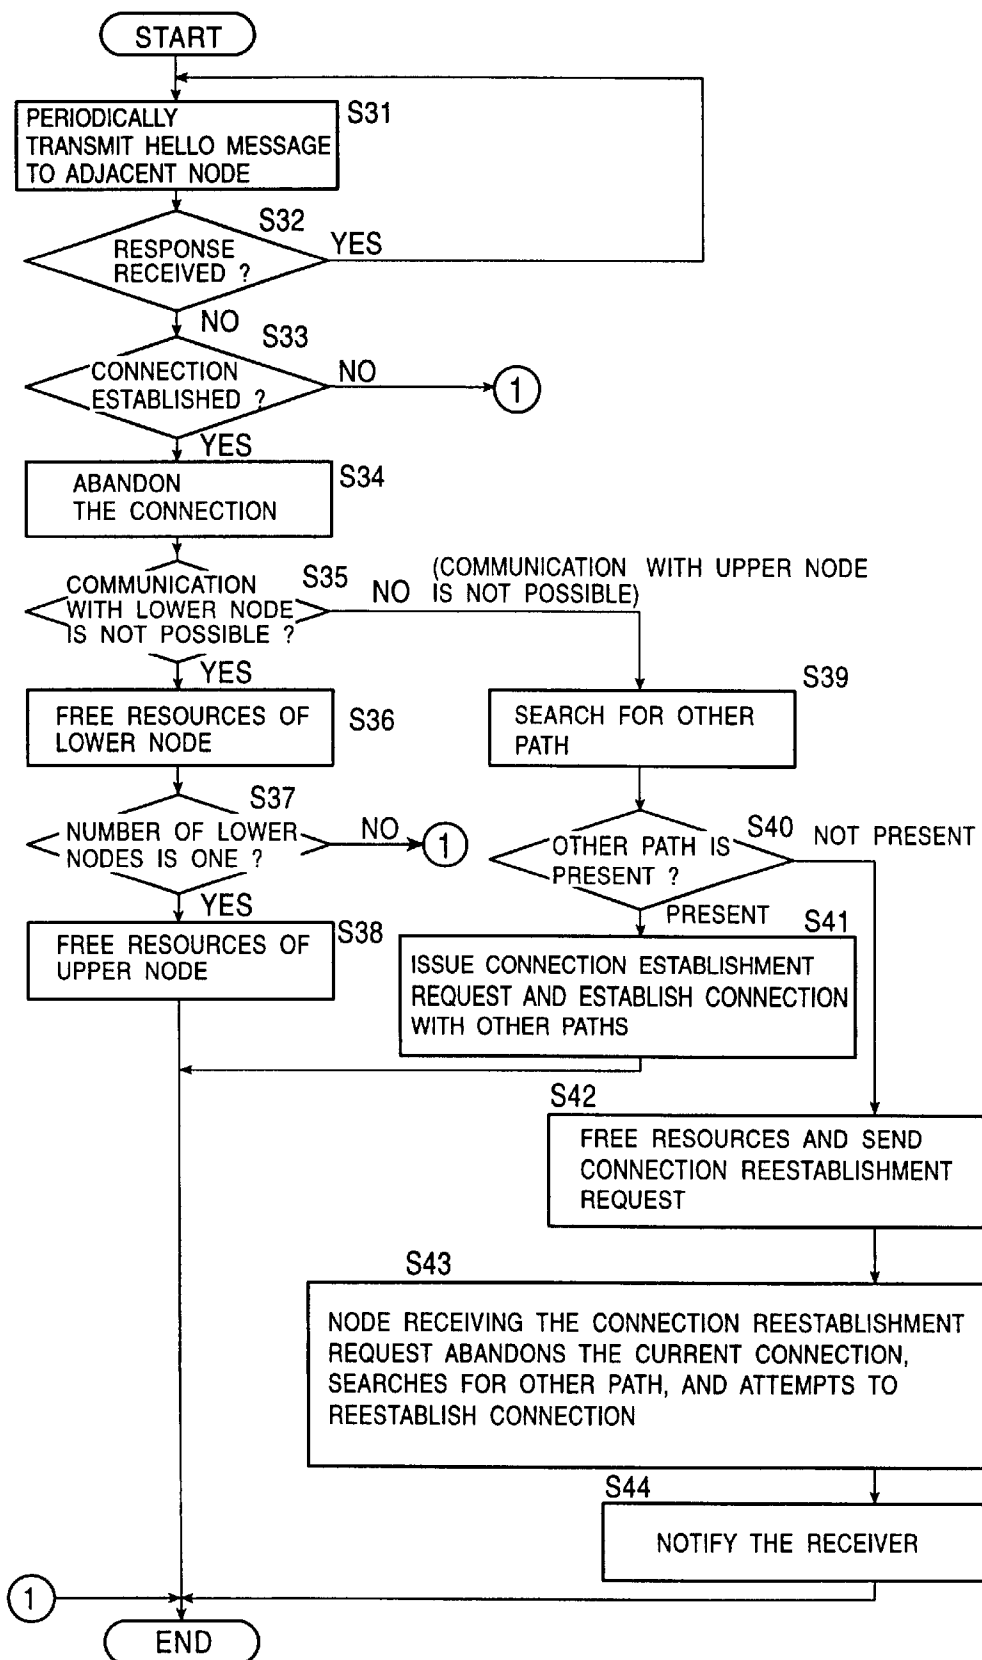 START
S31
PERIODICALLY
TRANSMIT HELLO MESSAGE
TO ADJACENT NODE
S32
RESPONSE
RECEIVED ?
YES
NO
S33
CONNECTION
ESTABLISHED ?
NO
1
YES
S34
ABANDON
THE CONNECTION
S35
COMMUNICATION
WITH LOWER NODE
IS NOT POSSIBLE ?
NO
(COMMUNICATION WITH UPPER NODE
IS NOT POSSIBLE)
YES
S36
FREE RESOURCES OF
LOWER NODE
S39
SEARCH FOR OTHER
PATH
S37
NUMBER OF LOWER
NODES IS ONE ?
NO
1
S40
OTHER PATH IS
PRESENT ?
NOT PRESENT
YES
PRESENT
S38
FREE RESOURCES OF
UPPER NODE
S41
ISSUE CONNECTION ESTABLISHMENT
REQUEST AND ESTABLISH CONNECTION
WITH OTHER PATHS
S42
FREE RESOURCES AND SEND
CONNECTION REESTABLISHMENT
REQUEST
S43
NODE RECEIVING THE CONNECTION REESTABLISHMENT
REQUEST ABANDONS THE CURRENT CONNECTION,
SEARCHES FOR OTHER PATH, AND ATTEMPTS TO
REESTABLISH CONNECTION
S44
NOTIFY THE RECEIVER
1
END